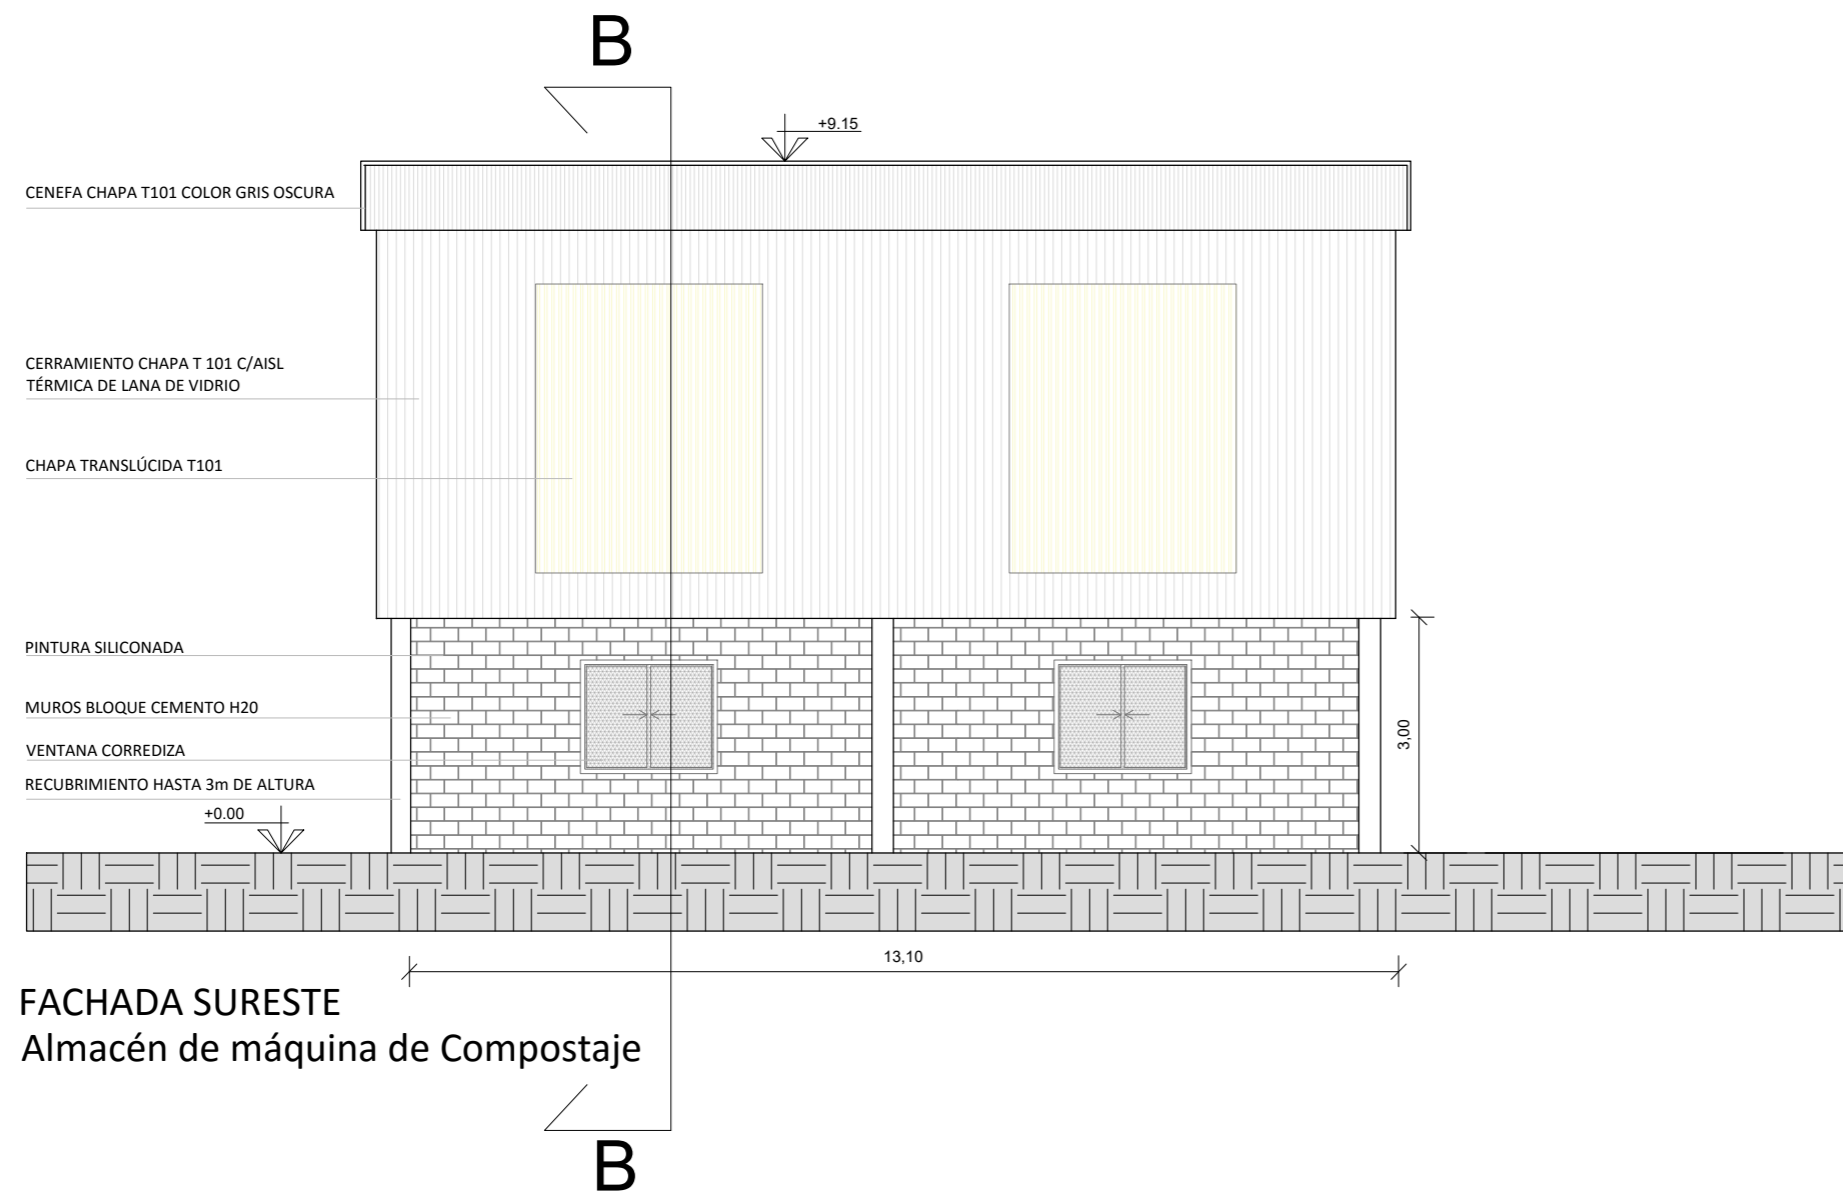 B
+9.15
CENEFA CHAPA T101 COLOR GRIS OSCURA
CERRAMIENTO CHAPA T 101 C/AISL
TÉRMICA DE LANA DE VIDRIO
CHAPA TRANSLÚCIDA T101
PINTURA SILICONADA
MUROS BLOQUE CEMENTO H20
VENTANA CORREDIZA
RECUBRIMIENTO HASTA 3m DE ALTURA
+0.00
3,00
13,10
FACHADA SURESTE
Almacén de máquina de Compostaje
B